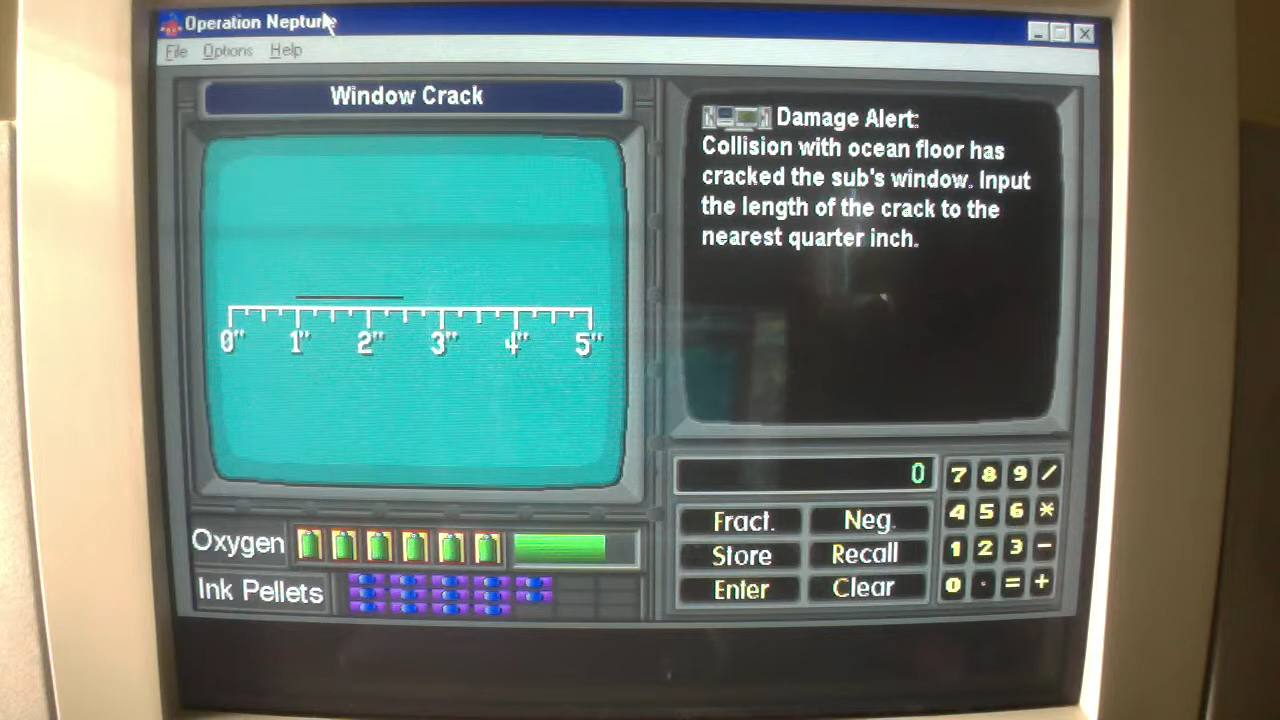 Operation Neptune
File Options Help
Window Crack
0" 1" 2" 3" 4" 5"
Damage Alert:
Collision with ocean floor has
cracked the sub's window. Input
the length of the crack to the
nearest quarter inch.
0
Fract. Neg.
Store Recall
Enter Clear
7 8 9 /
4 5 6 *
1 2 3 -
0 . = +
Oxygen
Ink Pellets